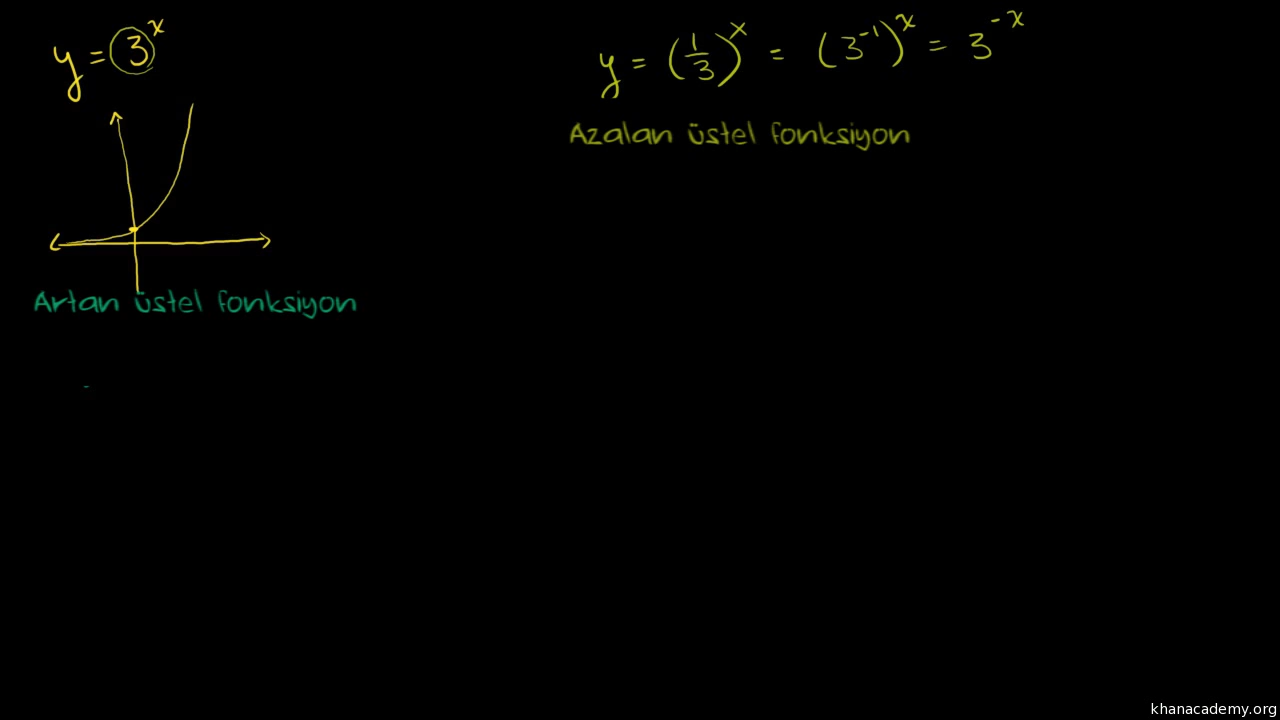 y = 3^x
y = (1/3)^x = (3^-1)^x = 3^-x
Azalan üstel fonksiyon
Artan üstel fonksiyon
khanacademy.org